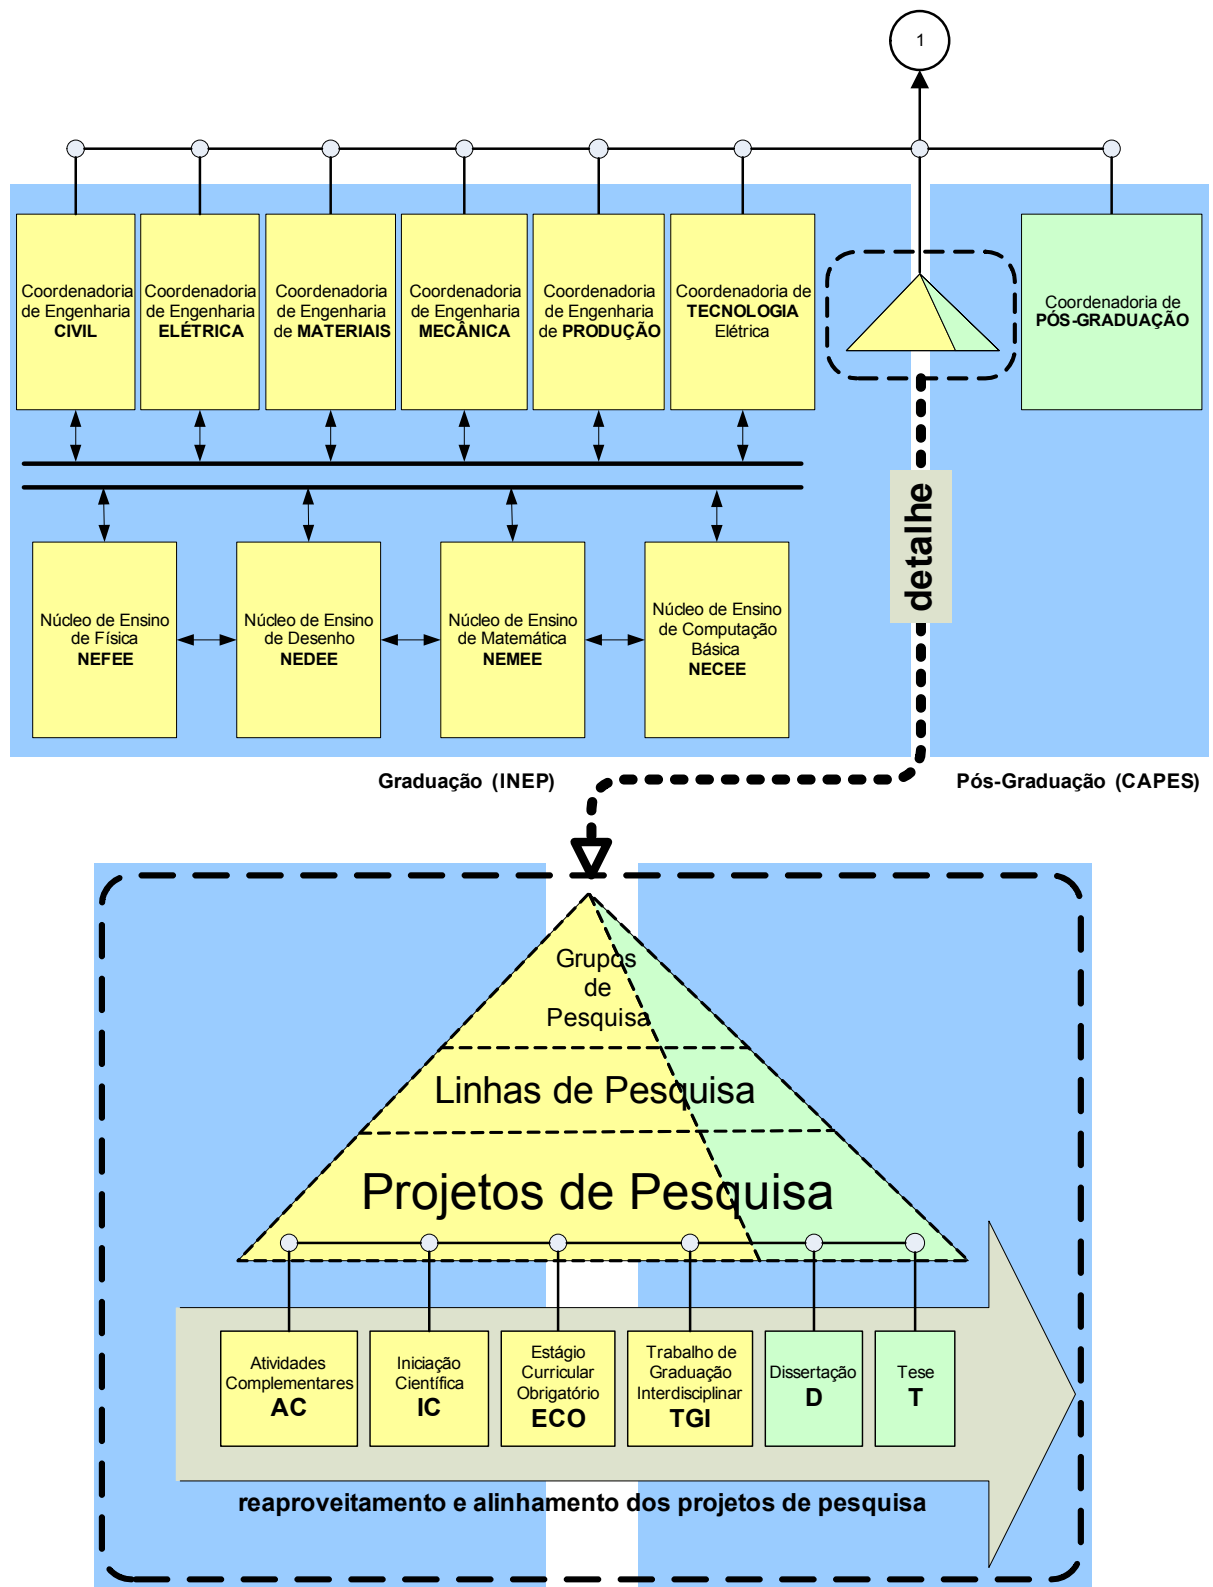 1
Coordenadoria
de Engenharia
CIVIL
Coordenadoria
de Engenharia
ELÉTRICA
Coordenadoria
de Engenharia
de MATERIAIS
Coordenadoria
de Engenharia
MECÂNICA
Coordenadoria
de Engenharia
de PRODUÇÃO
Coordenadoria de
TECNOLOGIA
Elétrica
Coordenadoria de
PÓS-GRADUAÇÃO
detalhe
Núcleo de Ensino
de Física
NEFEE
Núcleo de Ensino
de Desenho
NEDEE
Núcleo de Ensino
de Matemática
NEMEE
Núcleo de Ensino
de Computação
Básica
NECEE
Graduação (INEP)
Pós-Graduação (CAPES)
Grupos
de
Pesquisa
Linhas de Pesquisa
Projetos de Pesquisa
Atividades
Complementares
AC
Iniciação
Científica
IC
Estágio
Curricular
Obrigatório
ECO
Trabalho de
Graduação
Interdisciplinar
TGI
Dissertação
D
Tese
T
reaproveitamento e alinhamento dos projetos de pesquisa